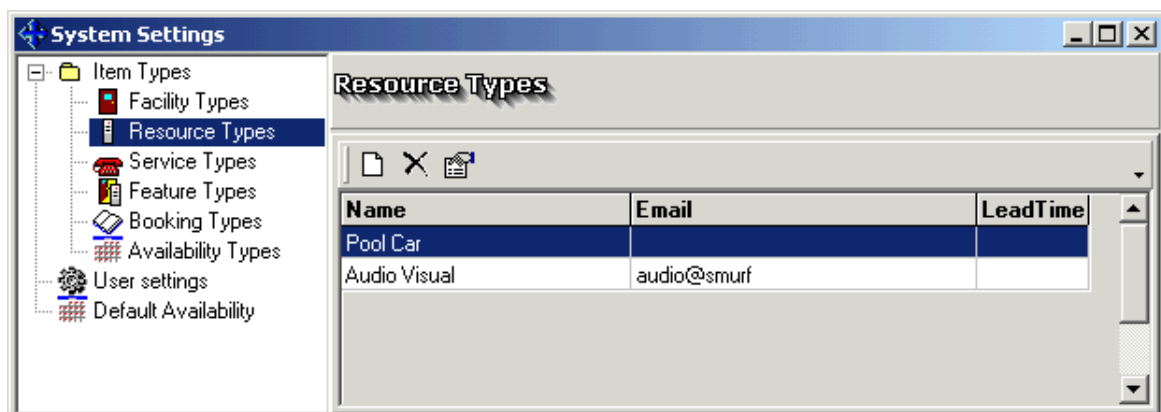 System Settings
Item Types
Facility Types
Resource Types
Service Types
Feature Types
Booking Types
Availability Types
User settings
Default Availability
Resource Types
Name Email LeadTime
Pool Car
Audio Visual audio@smurf